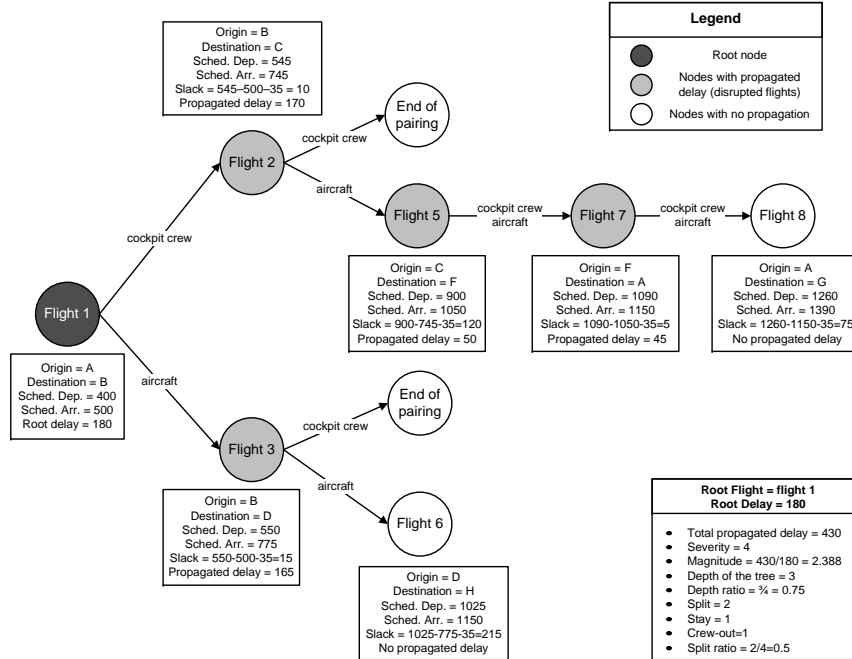 Legend
Root node
Nodes with propagated
delay (disrupted flights)
Nodes with no propagation
Origin = B
Destination = C
Sched. Dep. = 545
Sched. Arr. = 745
Slack = 545–500–35 = 10
Propagated delay = 170
End of
pairing
cockpit crew
Flight 2
aircraft
Flight 5
cockpit crew
aircraft
Flight 7
cockpit crew
aircraft
Flight 8
cockpit crew
Origin = C
Destination = F
Sched. Dep. = 900
Sched. Arr. = 1050
Slack = 900-745-35=120
Propagated delay = 50
Origin = F
Destination = A
Sched. Dep. = 1090
Sched. Arr. = 1150
Slack = 1090-1050-35=5
Propagated delay = 45
Origin = A
Destination = G
Sched. Dep. = 1260
Sched. Arr. = 1390
Slack = 1260-1150-35=75
No propagated delay
Flight 1
Origin = A
Destination = B
Sched. Dep. = 400
Sched. Arr. = 500
Root delay = 180
aircraft
End of
pairing
cockpit crew
Flight 3
aircraft
Flight 6
Origin = B
Destination = D
Sched. Dep. = 550
Sched. Arr. = 775
Slack = 550-500-35=15
Propagated delay = 165
Origin = D
Destination = H
Sched. Dep. = 1025
Sched. Arr. = 1150
Slack = 1025-775-35=215
No propagated delay
Root Flight = flight 1
Root Delay = 180
• Total propagated delay = 430
• Severity = 4
• Magnitude = 430/180 = 2.388
• Depth of the tree = 3
• Depth ratio = ¾ = 0.75
• Split = 2
• Stay = 1
• Crew-out=1
• Split ratio = 2/4=0.5